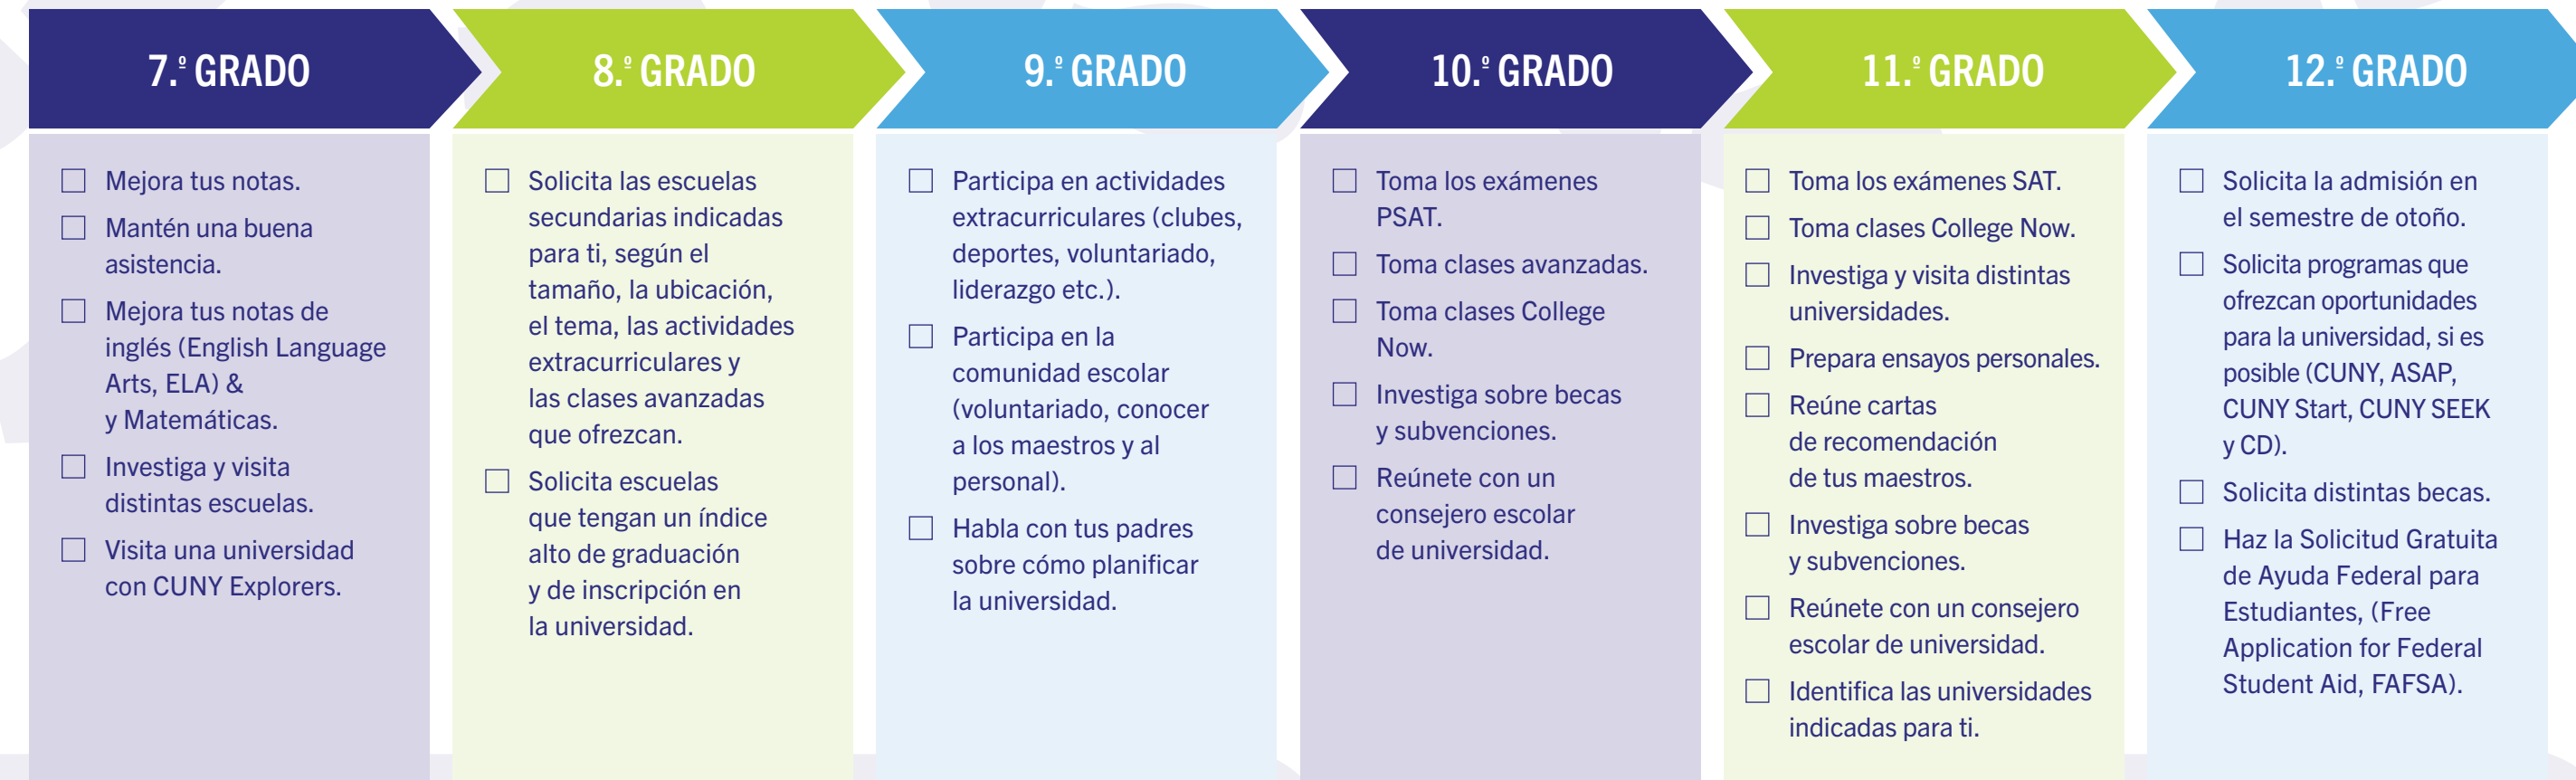 7.º GRADO
Mejora tus notas.
Mantén una buena
asistencia.
Mejora tus notas de
inglés (English Language
Arts, ELA) &
y Matemáticas.
Investiga y visita
distintas escuelas.
Visita una universidad
con CUNY Explorers.
8.º GRADO
Solicita las escuelas
secundarias indicadas
para ti, según el
tamaño, la ubicación,
el tema, las actividades
extracurriculares y
las clases avanzadas
que ofrezcan.
Solicita escuelas
que tengan un índice
alto de graduación
y de inscripción en
la universidad.
9.º GRADO
Participa en actividades
extracurriculares (clubes,
deportes, voluntariado,
liderazgo etc.).
Participa en la
comunidad escolar
(voluntariado, conocer
a los maestros y al
personal).
Habla con tus padres
sobre cómo planificar
la universidad.
10.º GRADO
Toma los exámenes
PSAT.
Toma clases avanzadas.
Toma clases College
Now.
Investiga sobre becas
y subvenciones.
Reúnete con un
consejero escolar
de universidad.
11.º GRADO
Toma los exámenes SAT.
Toma clases College Now.
Investiga y visita distintas
universidades.
Prepara ensayos personales.
Reúne cartas
de recomendación
de tus maestros.
Investiga sobre becas
y subvenciones.
Reúnete con un consejero
escolar de universidad.
Identifica las universidades
indicadas para ti.
12.º GRADO
Solicita la admisión en
el semestre de otoño.
Solicita programas que
ofrezcan oportunidades
para la universidad, si es
posible (CUNY, ASAP,
CUNY Start, CUNY SEEK
y CD).
Solicita distintas becas.
Haz la Solicitud Gratuita
de Ayuda Federal para
Estudiantes, (Free
Application for Federal
Student Aid, FAFSA).